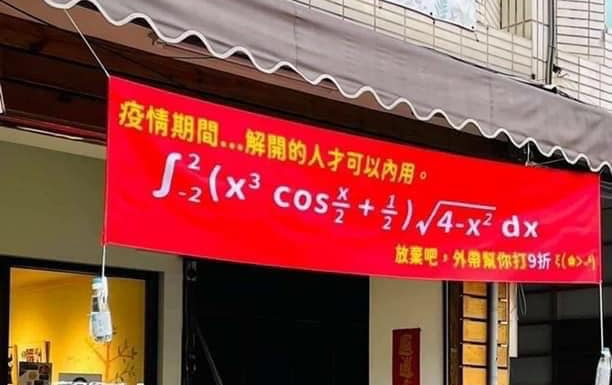 疫情期間...解開的人才可以內用。
∫₋₂²(x³ cos x/2 + 1/2)√4-x² dx
放棄吧，外帶幫你打9折